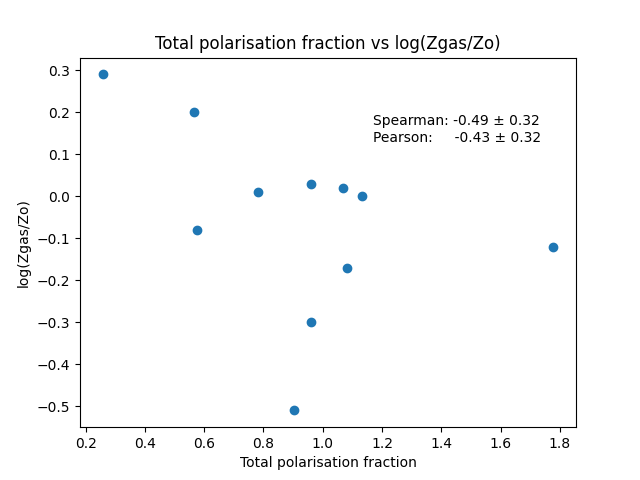 Total polarisation fraction vs log(Zgas/Zo)
0.3
0.2
0.1
0.0
−0.1
−0.2
−0.3
−0.4
−0.5
log(Zgas/Zo)
Spearman: -0.49 ± 0.32
Pearson: -0.43 ± 0.32
0.2 0.4 0.6 0.8 1.0 1.2 1.4 1.6 1.8
Total polarisation fraction